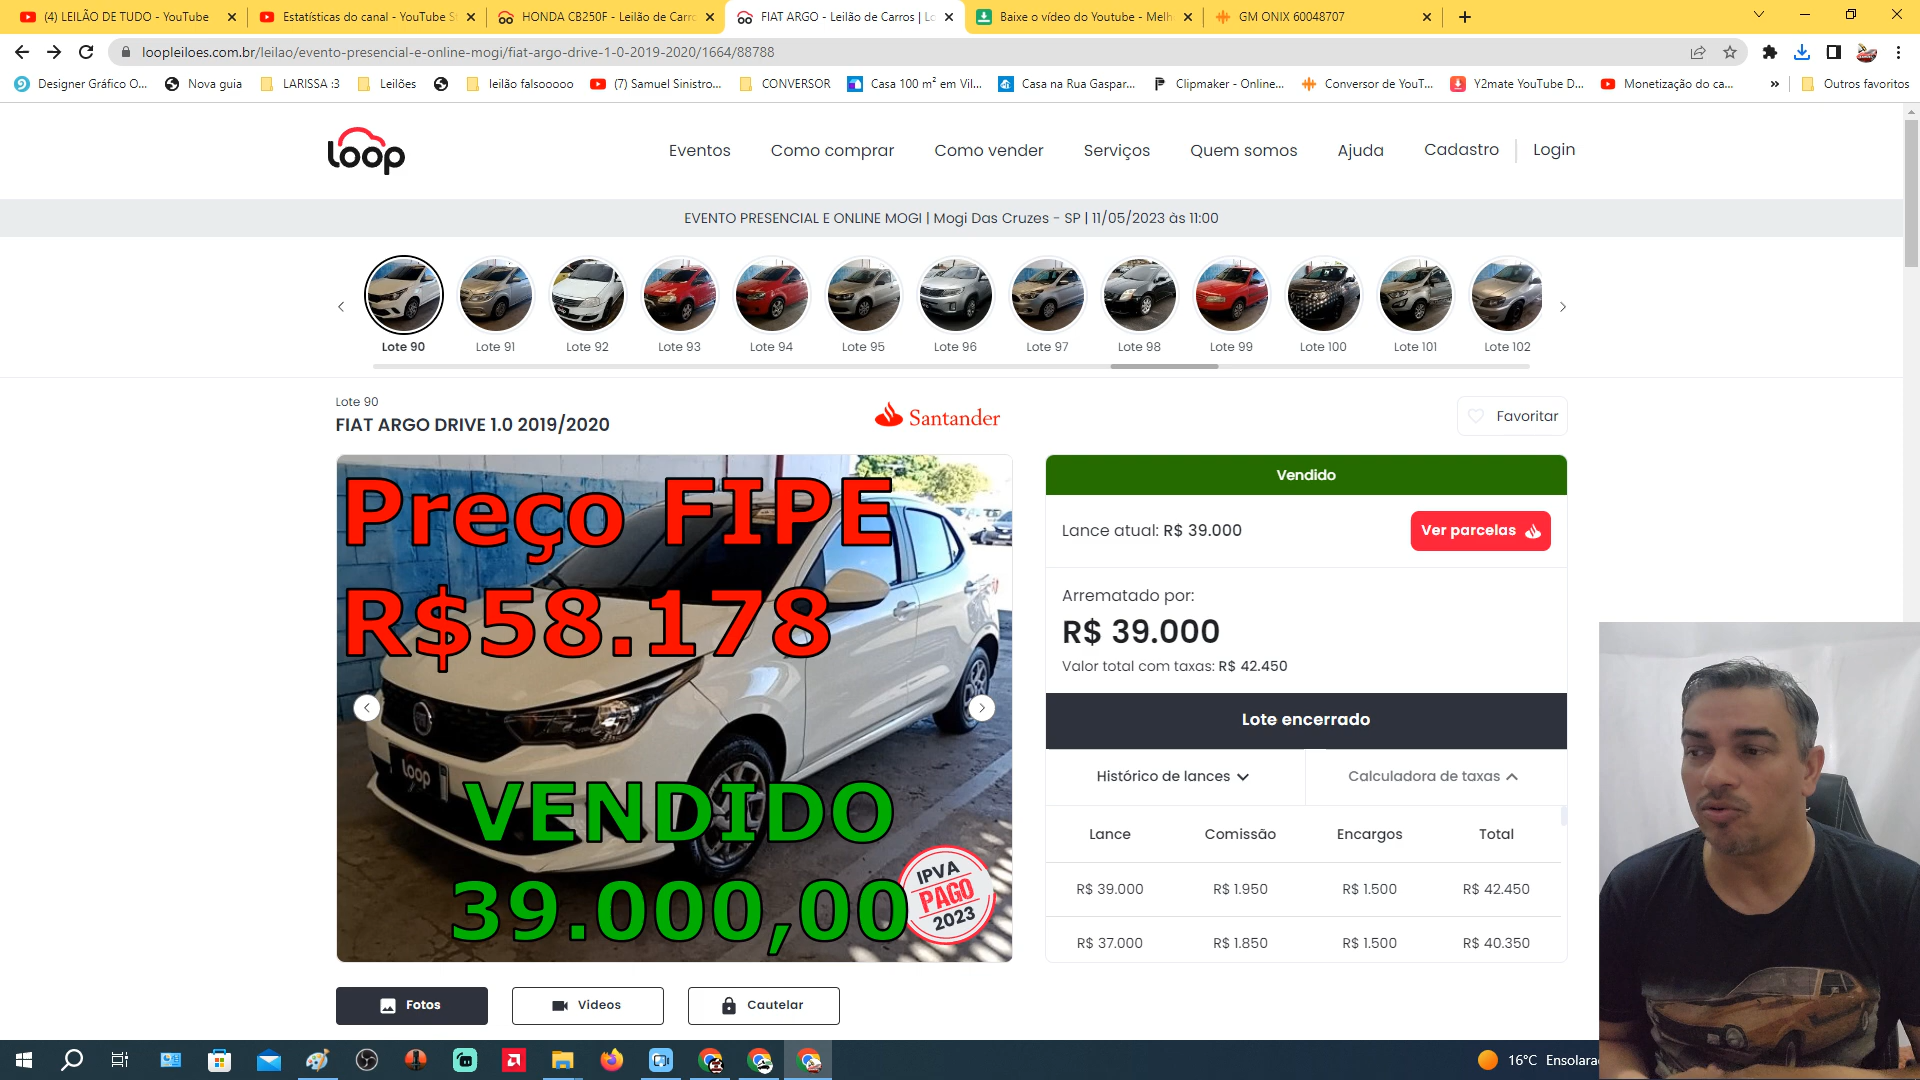 (4) LEILÃO DE TUDO - YouTube
Estatísticas do canal - YouTube S
HONDA CB250F - Leilão de Carro
FIAT ARGO - Leilão de Carros | Lo
Baixe o vídeo do Youtube - Melh
GM ONIX 60048707
loopleiloes.com.br/leilao/evento-presencial-e-online-mogi/fiat-argo-drive-1-0-2019-2020/1664/88788
Designer Gráfico O...
Nova guia
LARISSA :3
Leilões
leilão falsooooo
(7) Samuel Sinistro...
CONVERSOR
Casa 100 m² em Vil...
Casa na Rua Gaspar...
Clipmaker - Online...
Conversor de YouT...
Y2mate YouTube D...
Monetização do ca...
»
Outros favoritos
loop
Eventos
Como comprar
Como vender
Serviços
Quem somos
Ajuda
Cadastro
Login
EVENTO PRESENCIAL E ONLINE MOGI | Mogi Das Cruzes - SP | 11/05/2023 às 11:00
Lote 90
Lote 91
Lote 92
Lote 93
Lote 94
Lote 95
Lote 96
Lote 97
Lote 98
Lote 99
Lote 100
Lote 101
Lote 102
Lote 90
FIAT ARGO DRIVE 1.0 2019/2020
Santander
Favoritar
Preço FIPE
R$58.178
loop
VENDIDO
39.000,00
IPVA
PAGO
2023
Vendido
Lance atual: R$ 39.000
Ver parcelas
Arrematado por:
R$ 39.000
Valor total com taxas: R$ 42.450
Lote encerrado
Histórico de lances
Calculadora de taxas
Lance Comissão Encargos Total
R$ 39.000 R$ 1.950 R$ 1.500 R$ 42.450
R$ 37.000 R$ 1.850 R$ 1.500 R$ 40.350
Fotos
Videos
Cautelar
16°C Ensolara